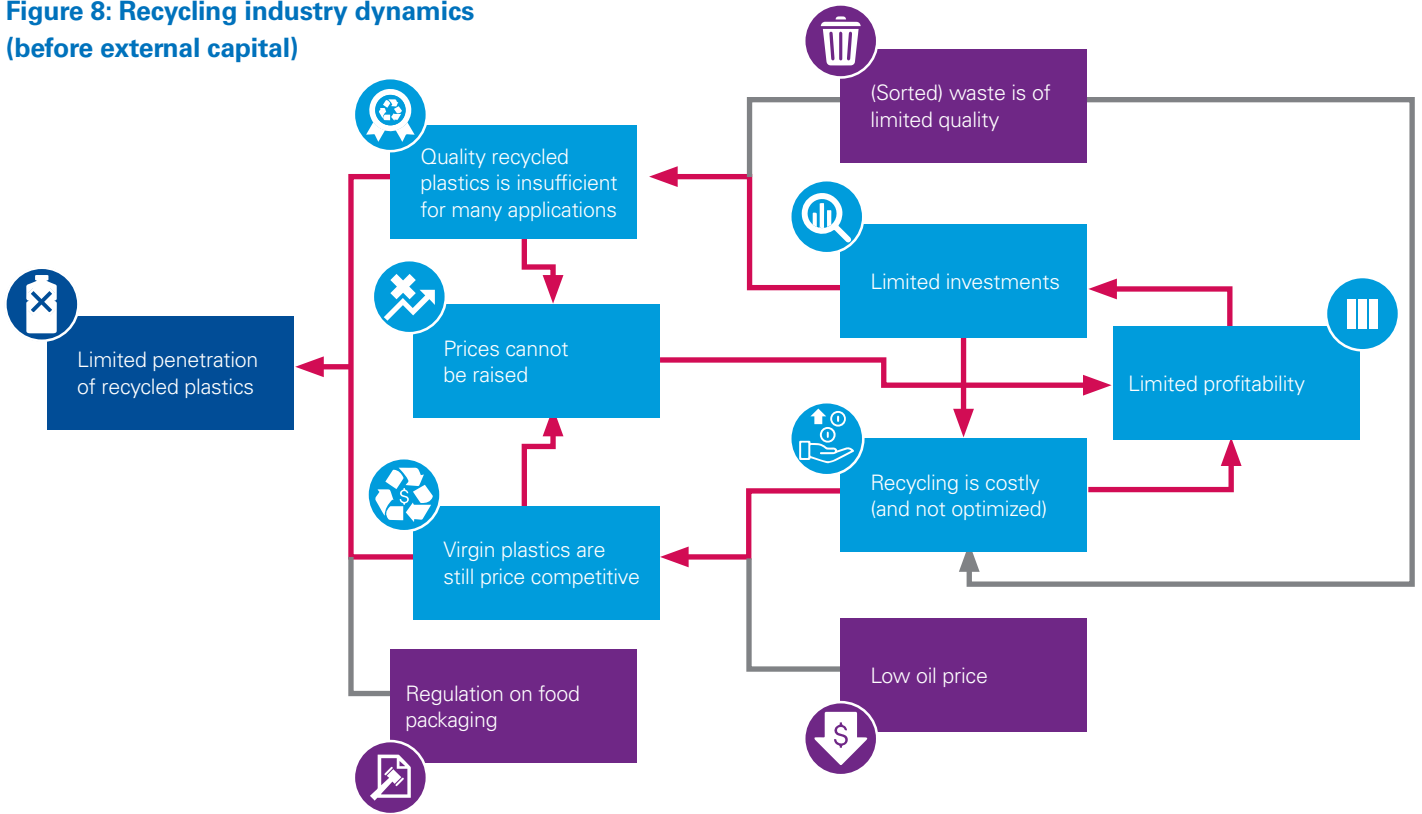 Figure 8: Recycling industry dynamics
(before external capital)
(Sorted) waste is of
limited quality
Quality recycled
plastics is insufficient
for many applications
Limited investments
Prices cannot
be raised
Limited penetration
of recycled plastics
Limited profitability
Recycling is costly
(and not optimized)
Virgin plastics are
still price competitive
Low oil price
Regulation on food
packaging
$
$